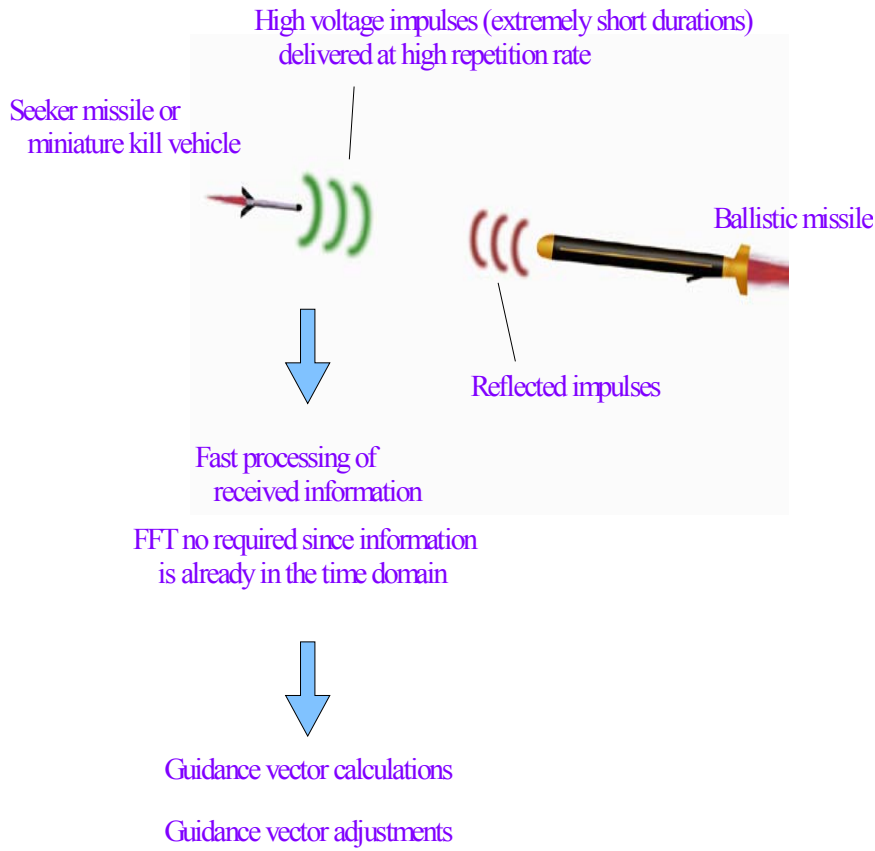 High voltage impulses (extremely short durations)
delivered at high repetition rate
Seeker missile or
miniature kill vehicle
Ballistic missile
Reflected impulses
Fast processing of
received information
FFT no required since information
is already in the time domain
Guidance vector calculations
Guidance vector adjustments